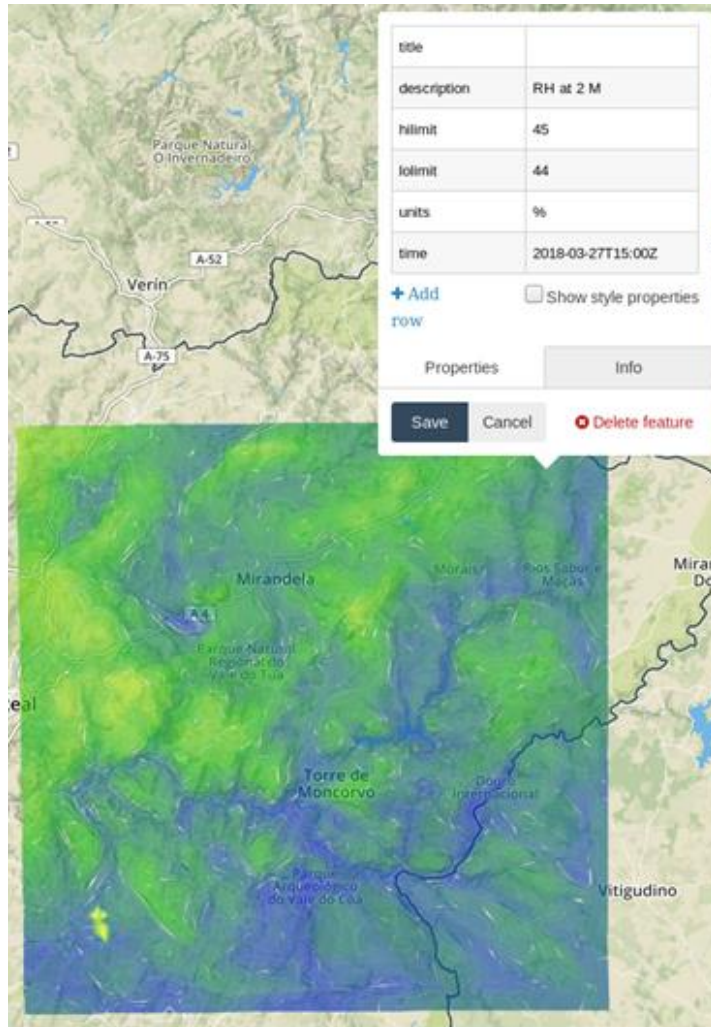 title
description RH at 2 M
hilimit 45
lolimit 44
units %
time 2018-03-27T15:00Z
+ Add row
Show style properties
Properties Info
Save Cancel Delete feature
Parque Natural
O Invernadeiro
A-52
Verín
A-75
Mirandela
Morais
Rios Sabor e
Maçãs
A 4
Parque Natural
Regional do
Vale do Tua
eal
Torre de
Moncorvo
Douro
Internacional
Parque
Arqueológico
do Vale do Côa
Vitigudino
Miran
Do